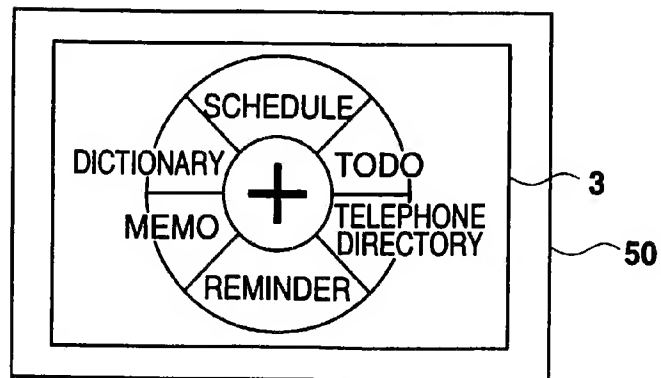 SCHEDULE
DICTIONARY
TODO
MEMO
TELEPHONE
DIRECTORY
REMINDER
3
50